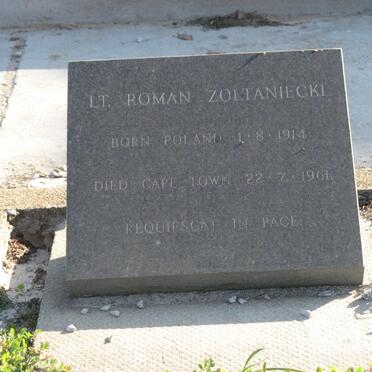 LT. ROMAN ZOLTANIECKI
BORN POLAND 1·8·1914
DIED CAPE TOWN 22·7·1961.
REQUIESCAT IN PACE.